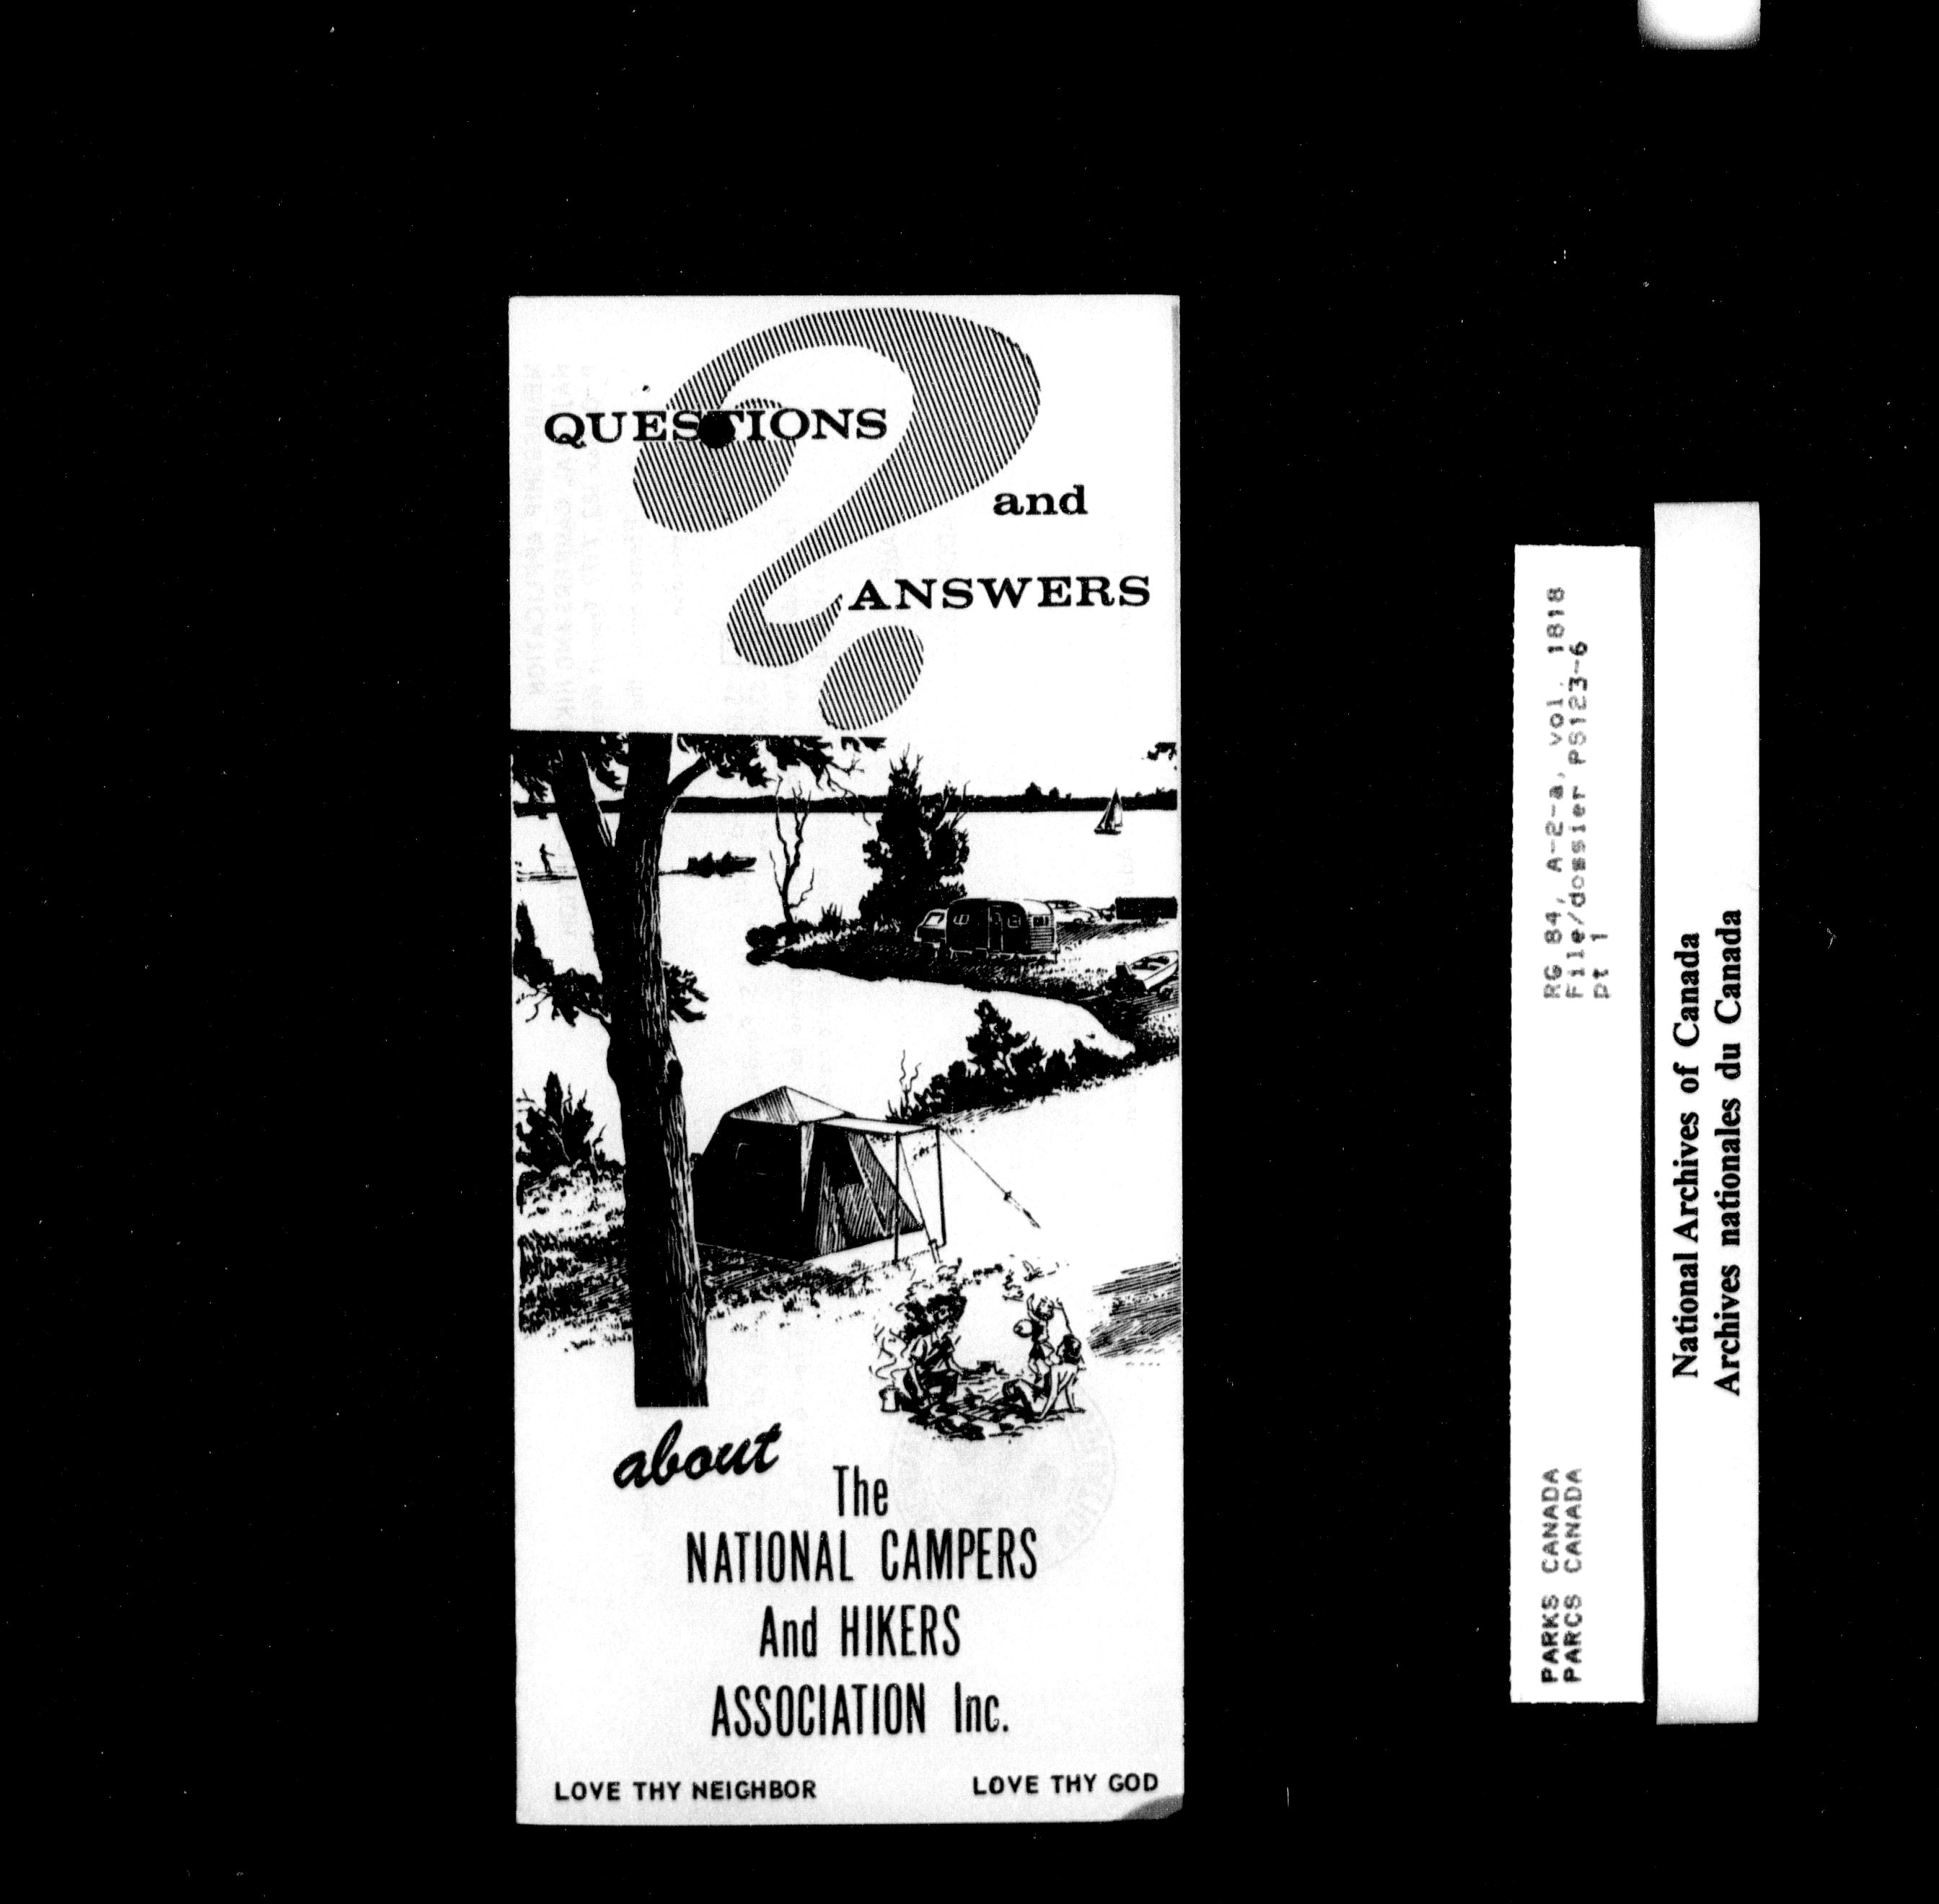 QUESTIONS
and
ANSWERS
about
The
NATIONAL CAMPERS
And HIKERS
ASSOCIATION Inc.
LOVE THY NEIGHBOR LOVE THY GOD
RG 84, A-2-a, vol. 1818
File/dossier PS123-6
pt 1
PARKS CANADA
PARCS CANADA
National Archives of Canada
Archives nationales du Canada